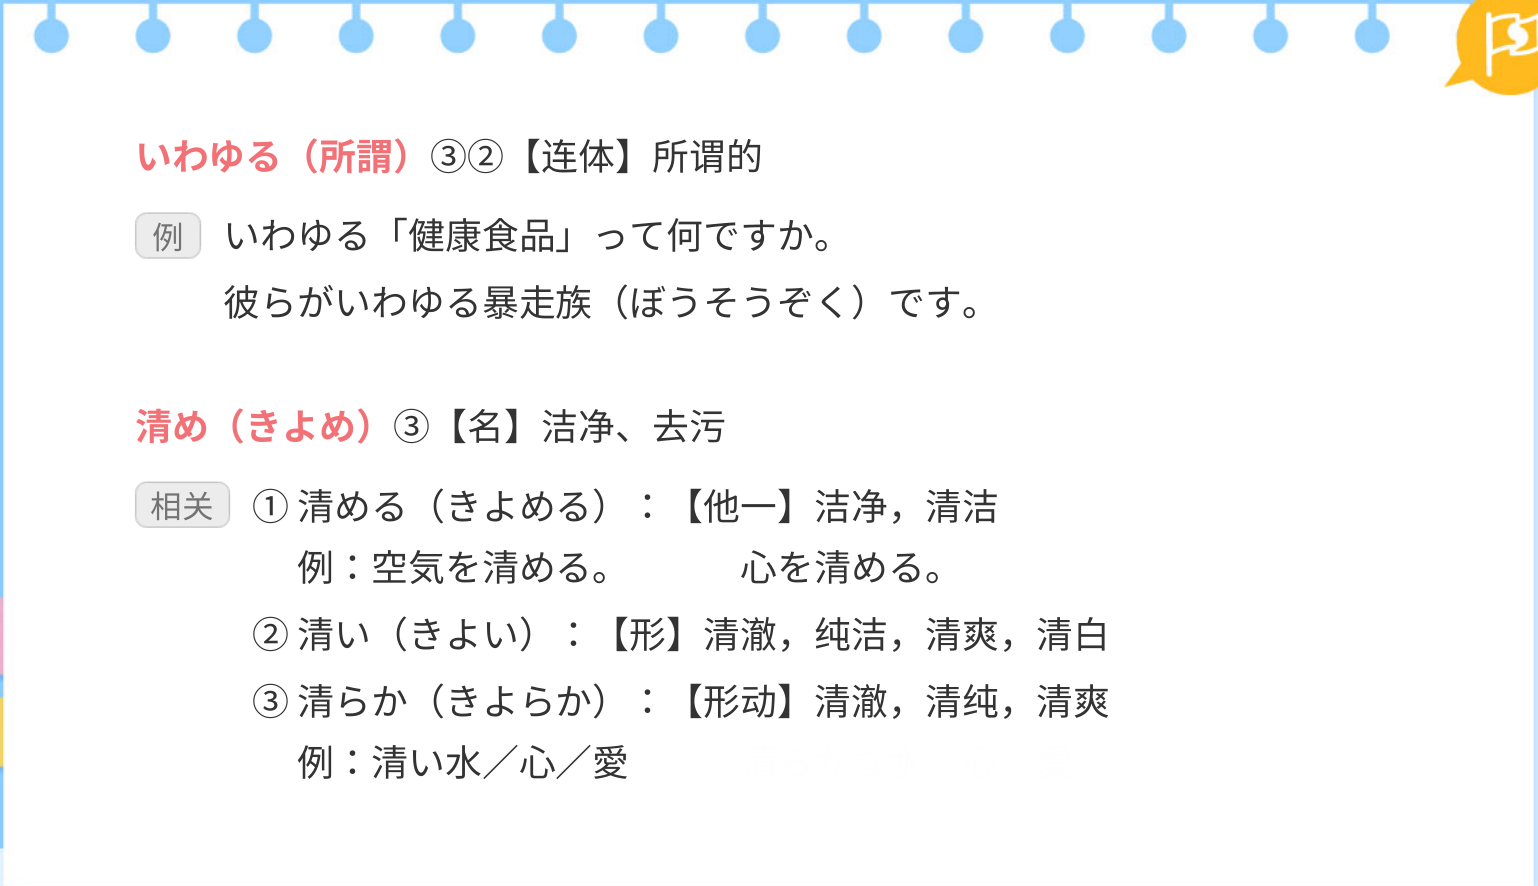 いわゆる（所謂）③②【连体】所谓的
例 いわゆる「健康食品」って何ですか。
彼らがいわゆる暴走族（ぼうそうぞく）です。
清め（きよめ）③【名】洁净、去污
相关 ① 清める（きよめる）：【他一】洁净，清洁
例：空気を清める。 心を清める。
② 清い（きよい）：【形】清澈，纯洁，清爽，清白
③ 清らか（きよらか）：【形动】清澈，清纯，清爽
例：清い水／心／愛